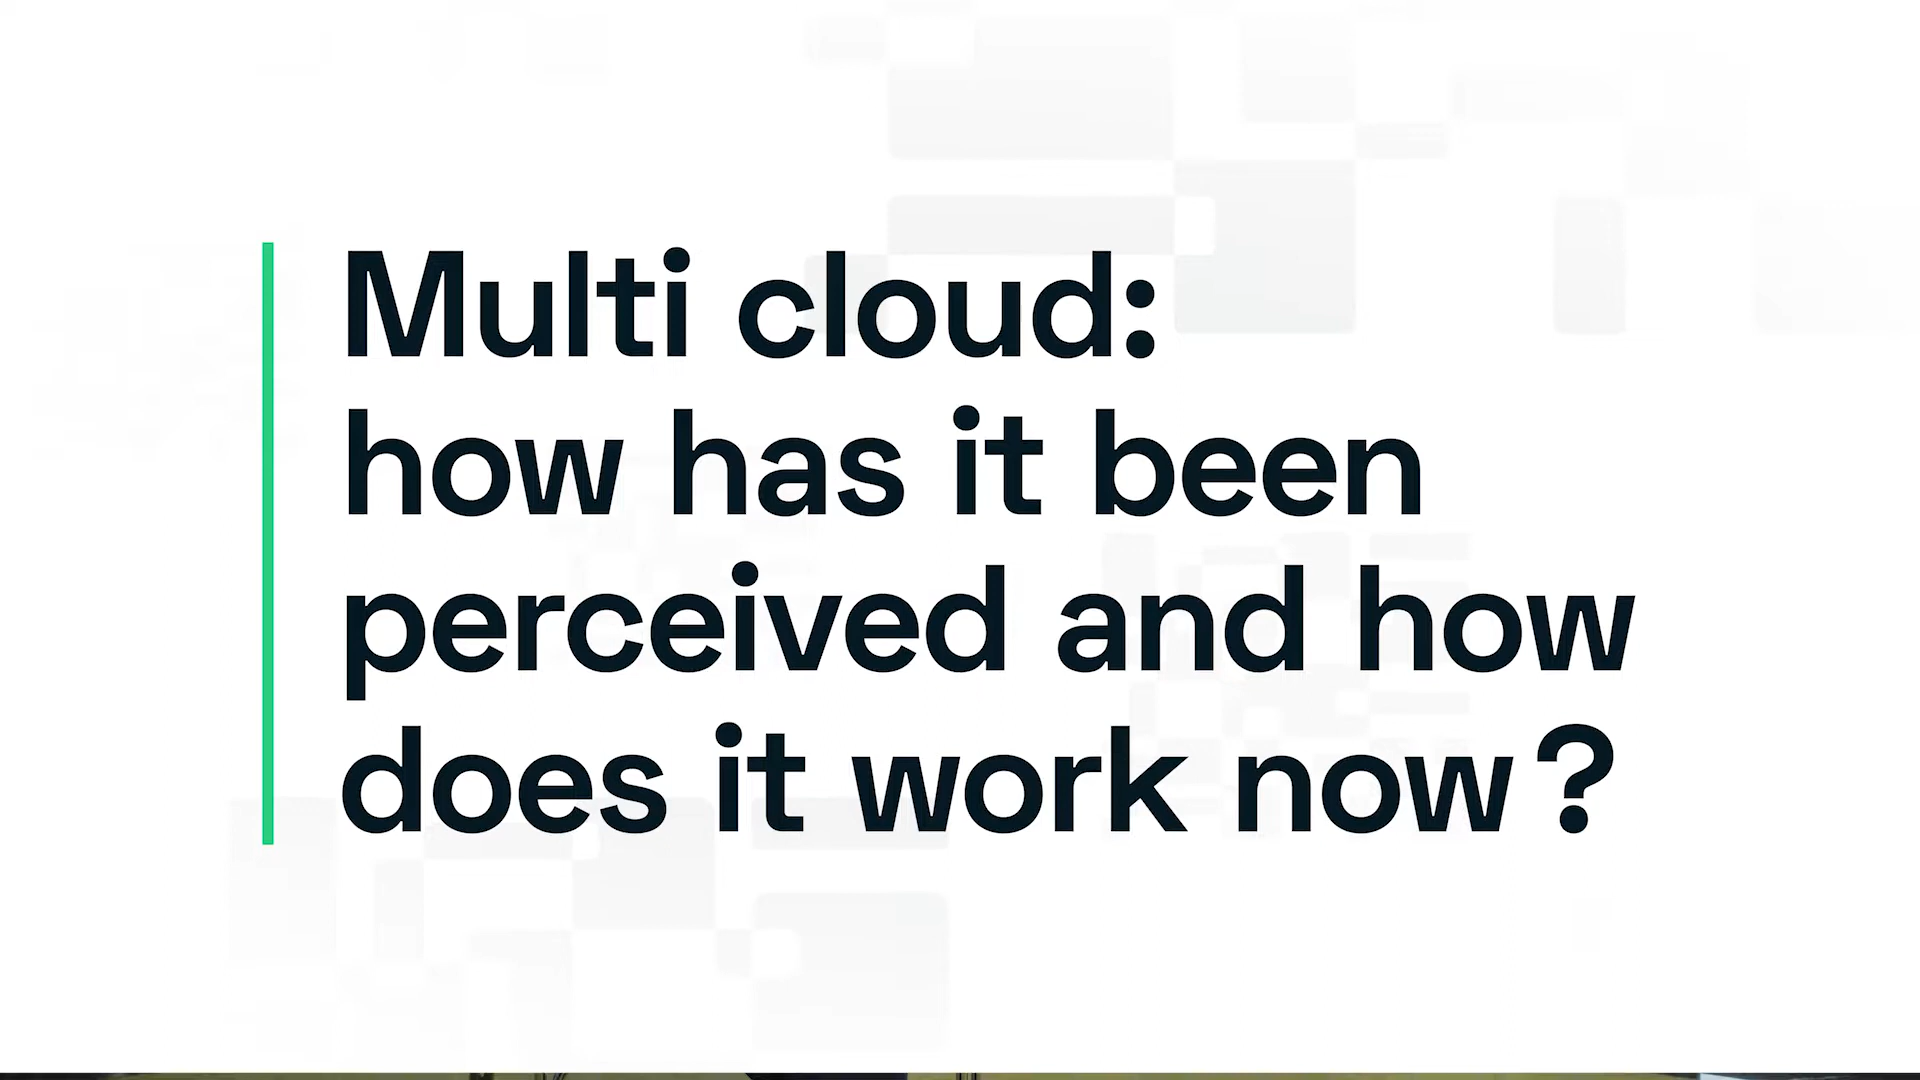 Multi cloud:
how has it been
perceived and how
does it work now ?